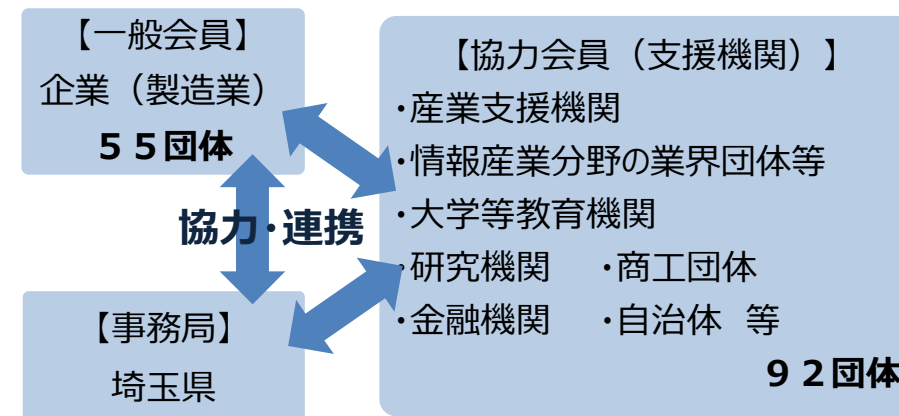 【一般会員】
企業（製造業）
５５団体
協力・連携
【事務局】
埼玉県
【協力会員（支援機関）】
・産業支援機関
・情報産業分野の業界団体等
・大学等教育機関
・研究機関　・商工団体
・金融機関　・自治体 等
９２団体